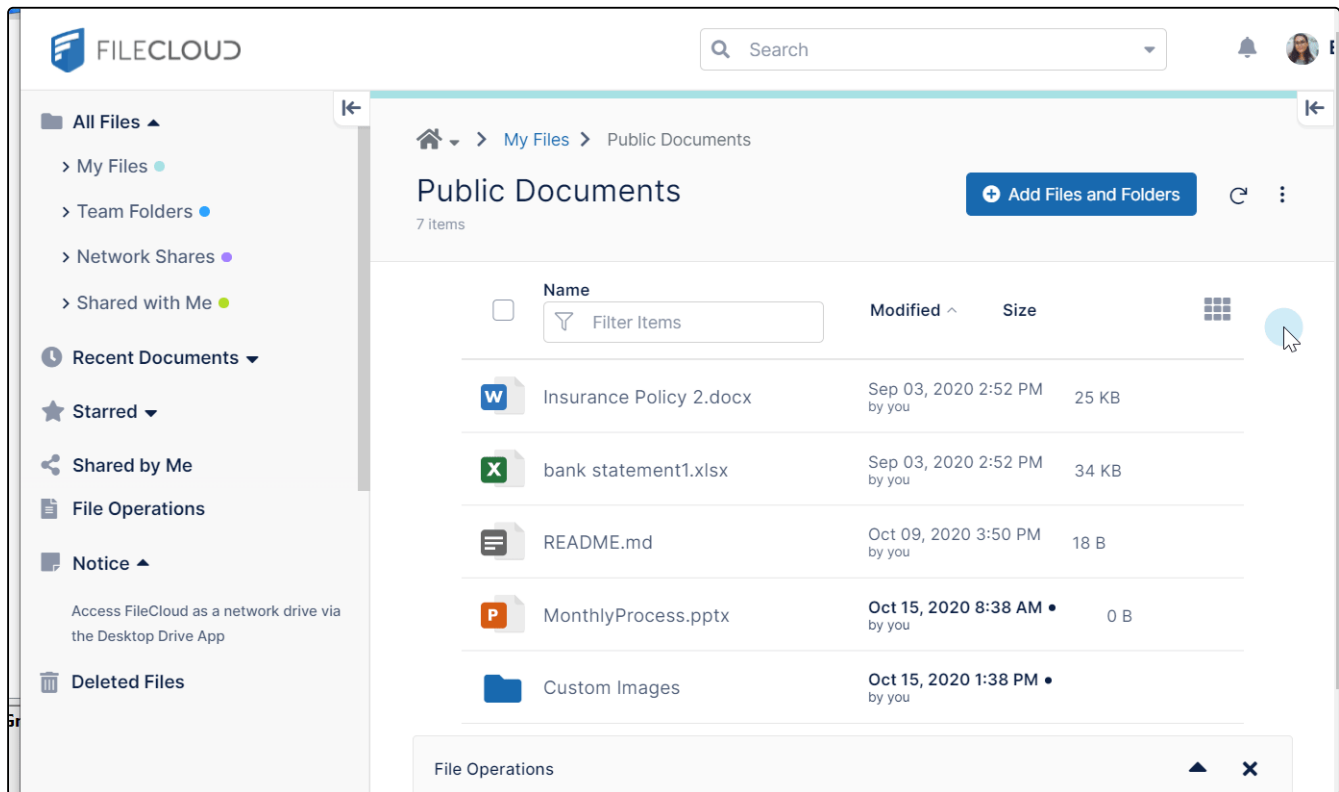 FILECLOUD
Search
All Files
My Files
Team Folders
Network Shares
Shared with Me
Recent Documents
Starred
Shared by Me
File Operations
Notice
Access FileCloud as a network drive via
the Desktop Drive App
Deleted Files
My Files Public Documents
Public Documents
7 items
Add Files and Folders
Name
Filter Items
Modified Size
W Insurance Policy 2.docx Sep 03, 2020 2:52 PM 25 KB
by you
X bank statement1.xlsx Sep 03, 2020 2:52 PM 34 KB
by you
README.md Oct 09, 2020 3:50 PM 18 B
by you
P MonthlyProcess.pptx Oct 15, 2020 8:38 AM • 0 B
by you
Custom Images Oct 15, 2020 1:38 PM •
by you
File Operations